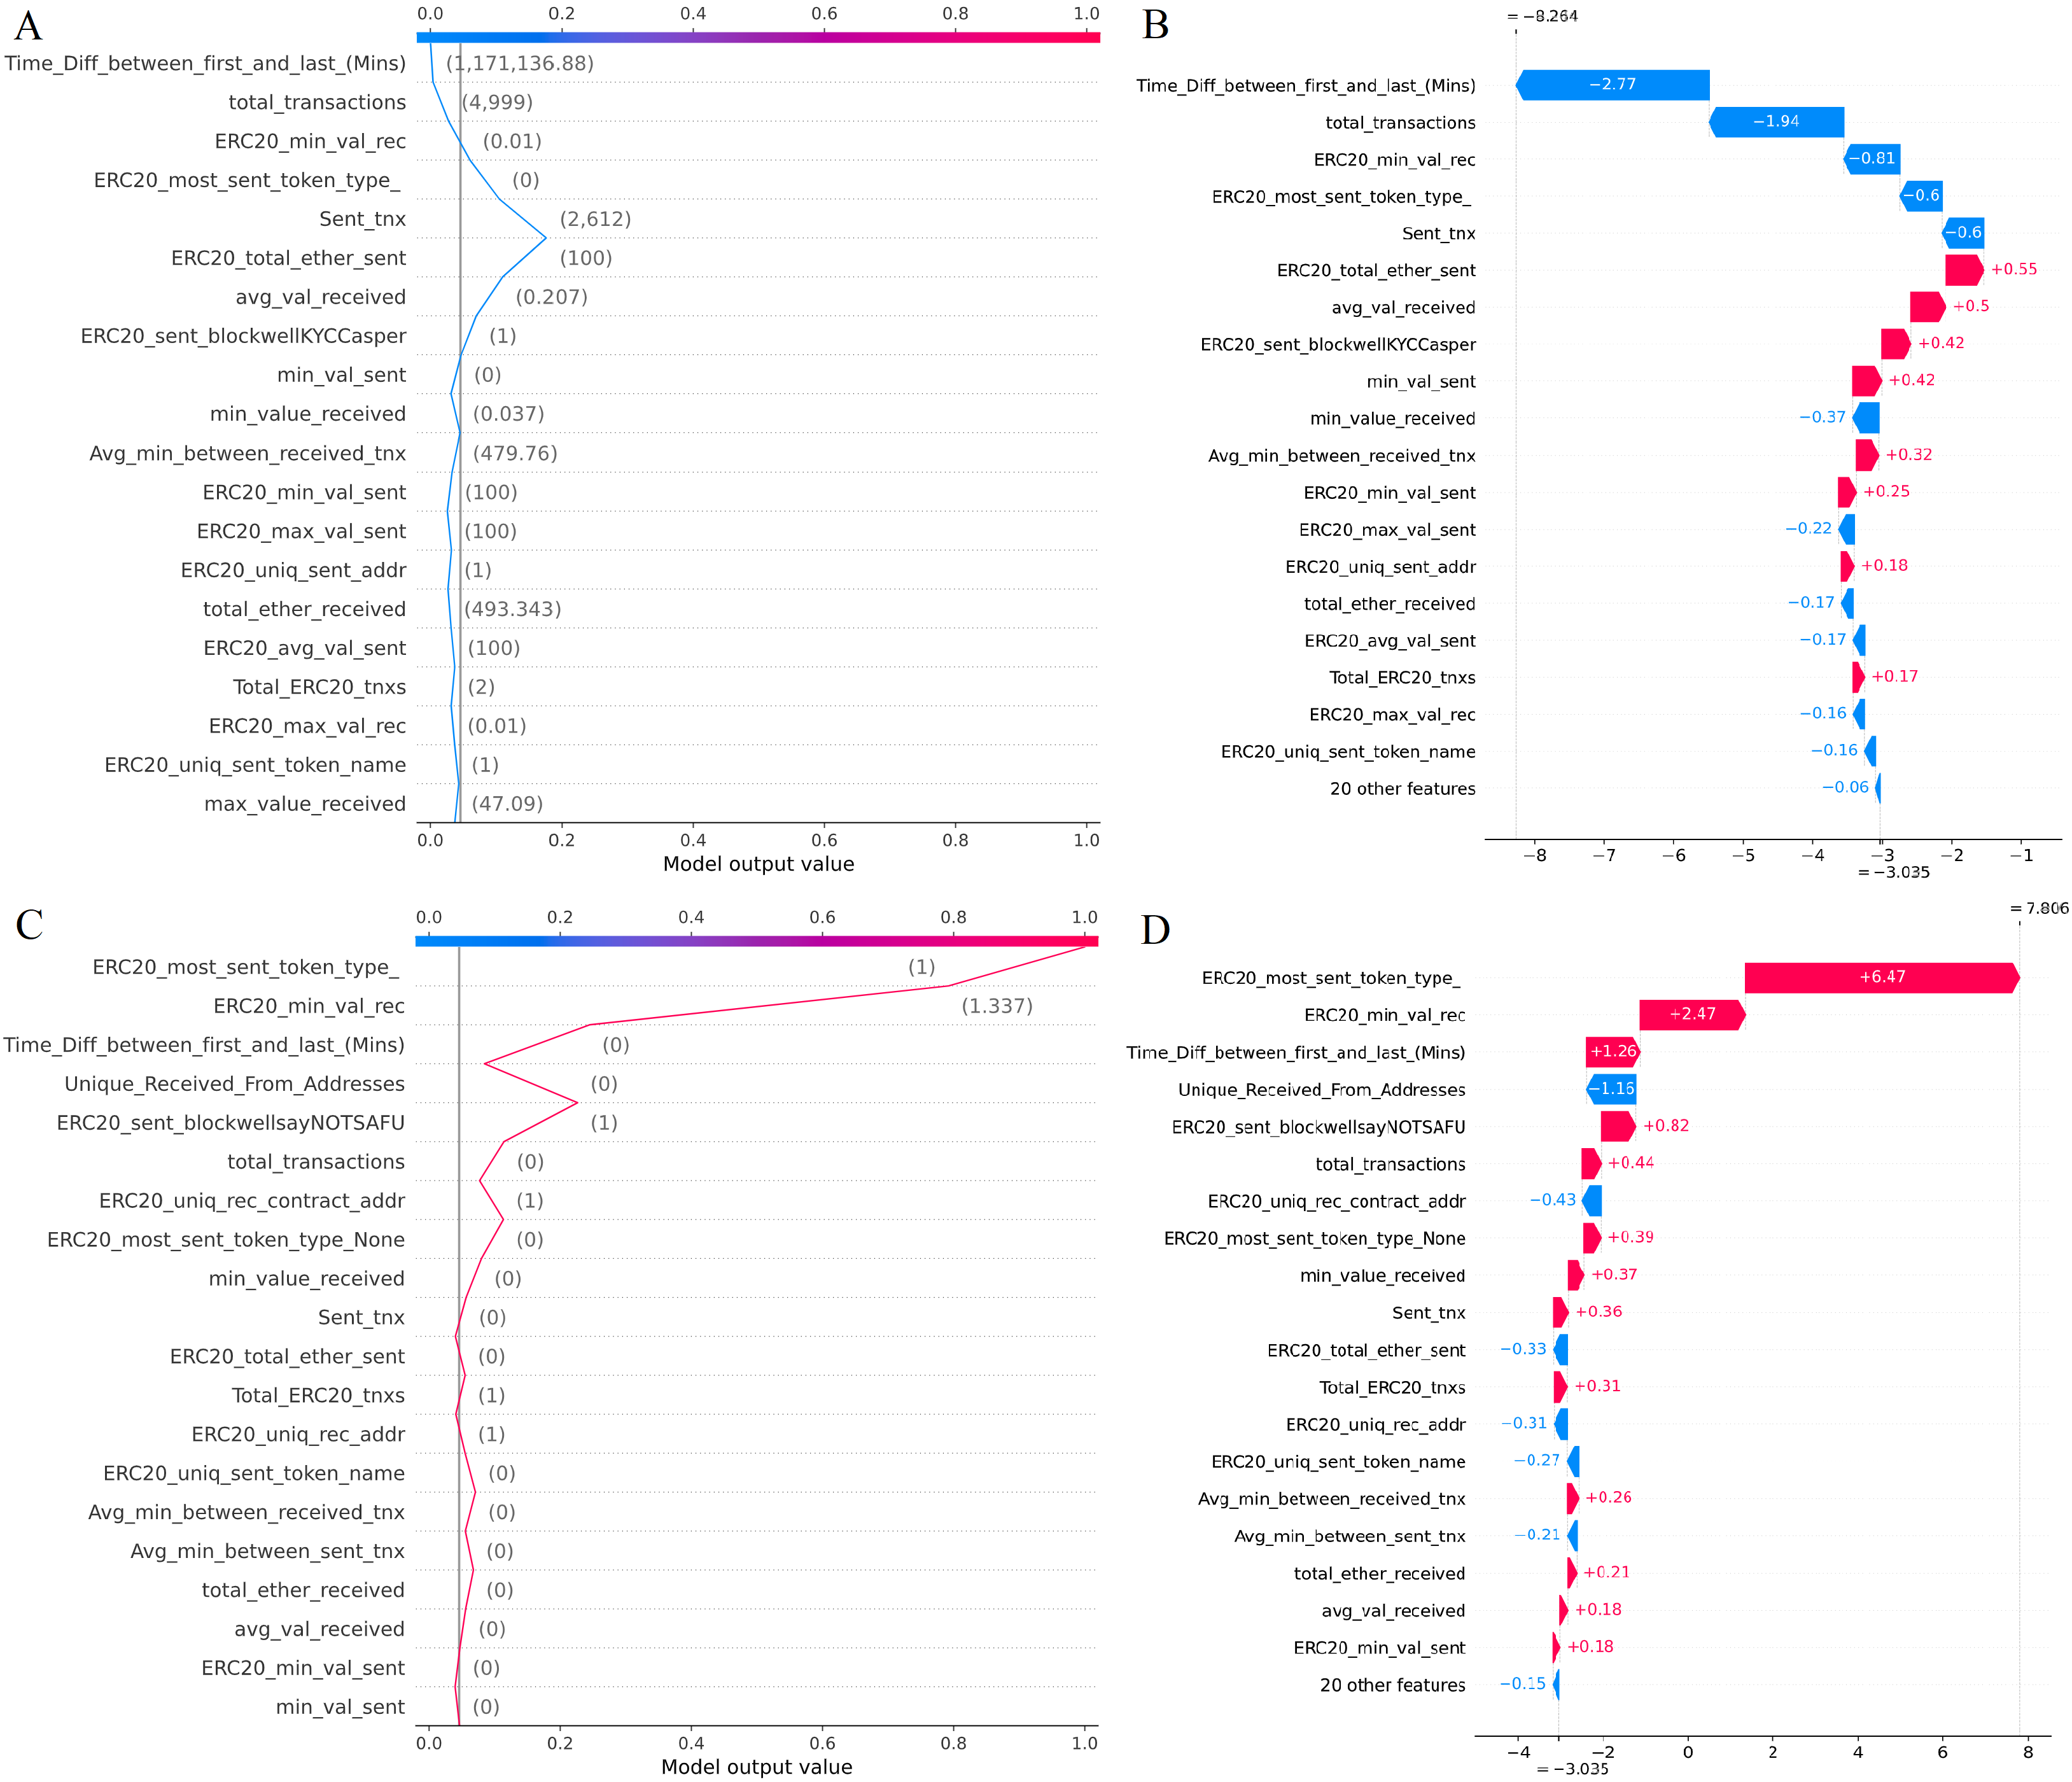 A
0.0 0.2 0.4 0.6 0.8 1.0
Time_Diff_between_first_and_last_(Mins) (1,171,136.88)
total_transactions (4,999)
ERC20_min_val_rec (0.01)
ERC20_most_sent_token_type_ (0)
Sent_tnx (2,612)
ERC20_total_ether_sent (100)
avg_val_received (0.207)
ERC20_sent_blockwellKYCCasper (1)
min_val_sent (0)
min_value_received (0.037)
Avg_min_between_received_tnx (479.76)
ERC20_min_val_sent (100)
ERC20_max_val_sent (100)
ERC20_uniq_sent_addr (1)
total_ether_received (493.343)
ERC20_avg_val_sent (100)
Total_ERC20_tnxs (2)
ERC20_max_val_rec (0.01)
ERC20_uniq_sent_token_name (1)
max_value_received (47.09)
0.0 0.2 0.4 0.6 0.8 1.0
Model output value
B
= −8.264
Time_Diff_between_first_and_last_(Mins) −2.77
total_transactions −1.94
ERC20_min_val_rec −0.81
ERC20_most_sent_token_type_ −0.6
Sent_tnx −0.6
ERC20_total_ether_sent +0.55
avg_val_received +0.5
ERC20_sent_blockwellKYCCasper +0.42
min_val_sent +0.42
min_value_received −0.37
Avg_min_between_received_tnx +0.32
ERC20_min_val_sent +0.25
ERC20_max_val_sent −0.22
ERC20_uniq_sent_addr +0.18
total_ether_received −0.17
ERC20_avg_val_sent −0.17
Total_ERC20_tnxs +0.17
ERC20_max_val_rec −0.16
ERC20_uniq_sent_token_name −0.16
20 other features −0.06
−8 −7 −6 −5 −4 −3 −2 −1
= −3.035
C
0.0 0.2 0.4 0.6 0.8 1.0
ERC20_most_sent_token_type_ (1)
ERC20_min_val_rec (1.337)
Time_Diff_between_first_and_last_(Mins) (0)
Unique_Received_From_Addresses (0)
ERC20_sent_blockwellsayNOTSAFU (1)
total_transactions (0)
ERC20_uniq_rec_contract_addr (1)
ERC20_most_sent_token_type_None (0)
min_value_received (0)
Sent_tnx (0)
ERC20_total_ether_sent (0)
Total_ERC20_tnxs (1)
ERC20_uniq_rec_addr (1)
ERC20_uniq_sent_token_name (0)
Avg_min_between_received_tnx (0)
Avg_min_between_sent_tnx (0)
total_ether_received (0)
avg_val_received (0)
ERC20_min_val_sent (0)
min_val_sent (0)
0.0 0.2 0.4 0.6 0.8 1.0
Model output value
D
= 7.806
ERC20_most_sent_token_type_ +6.47
ERC20_min_val_rec +2.47
Time_Diff_between_first_and_last_(Mins) +1.26
Unique_Received_From_Addresses −1.16
ERC20_sent_blockwellsayNOTSAFU +0.82
total_transactions +0.44
ERC20_uniq_rec_contract_addr −0.43
ERC20_most_sent_token_type_None +0.39
min_value_received +0.37
Sent_tnx +0.36
ERC20_total_ether_sent −0.33
Total_ERC20_tnxs +0.31
ERC20_uniq_rec_addr −0.31
ERC20_uniq_sent_token_name −0.27
Avg_min_between_received_tnx +0.26
Avg_min_between_sent_tnx −0.21
total_ether_received +0.21
avg_val_received +0.18
ERC20_min_val_sent +0.18
20 other features −0.15
−4 −2 0 2 4 6 8
= −3.035